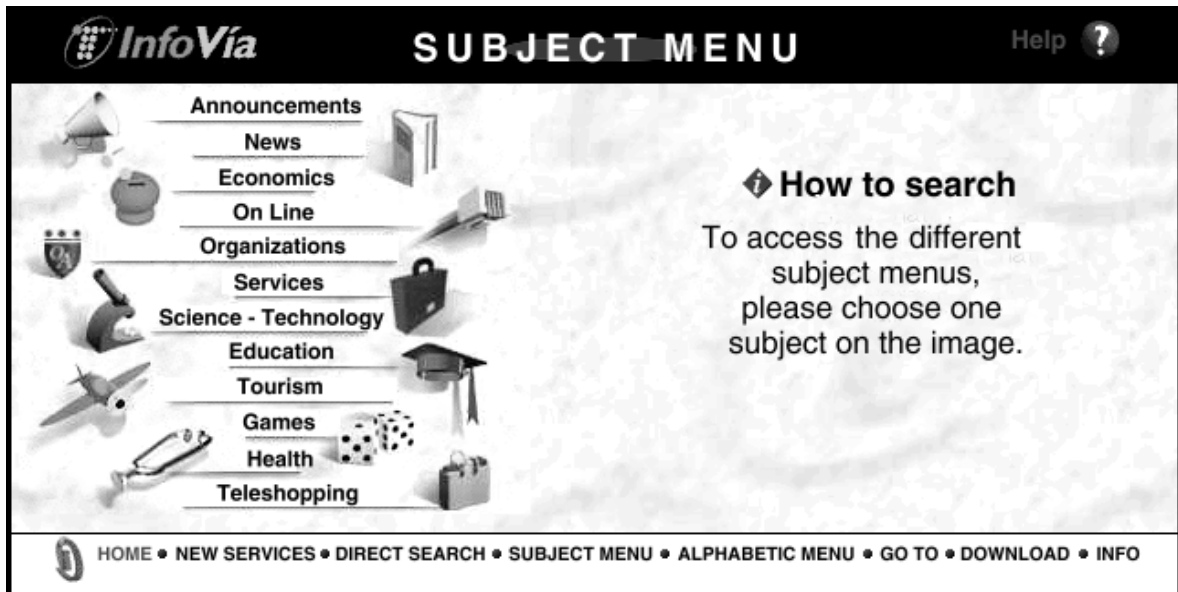 InfoVía
SUBJECT MENU
Help ?
Announcements
News
Economics
On Line
Organizations
Services
Science - Technology
Education
Tourism
Games
Health
Teleshopping
i How to search
To access the different
subject menus,
please choose one
subject on the image.
HOME • NEW SERVICES • DIRECT SEARCH • SUBJECT MENU • ALPHABETIC MENU • GO TO • DOWNLOAD • INFO